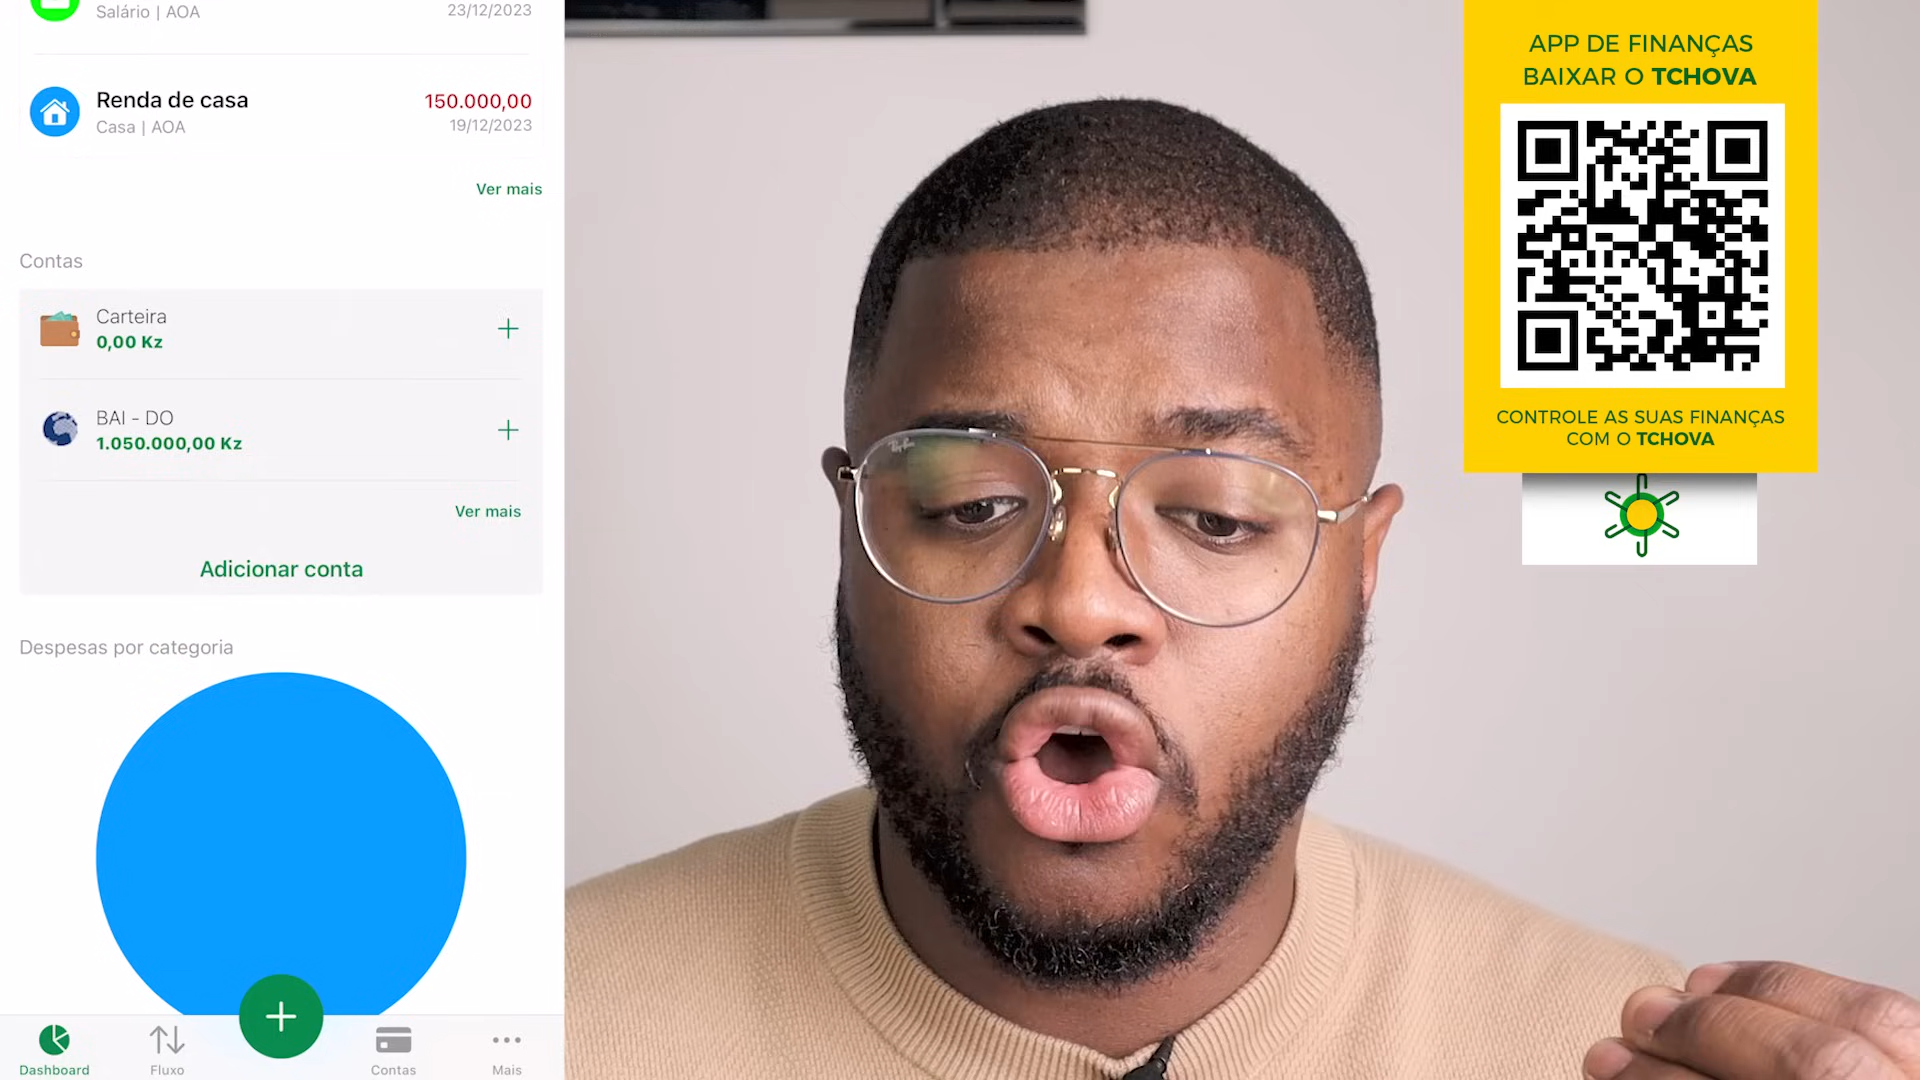 Salário | AOA
23/12/2023
Renda de casa
150.000,00
Casa | AOA
19/12/2023
Ver mais
Contas
Carteira
0,00 Kz
BAI - DO
1.050.000,00 Kz
Ver mais
Adicionar conta
Despesas por categoria
Dashboard
Fluxo
Contas
Mais
Ray-Ban
APP DE FINANÇAS
BAIXAR O TCHOVA
CONTROLE AS SUAS FINANÇAS
COM O TCHOVA